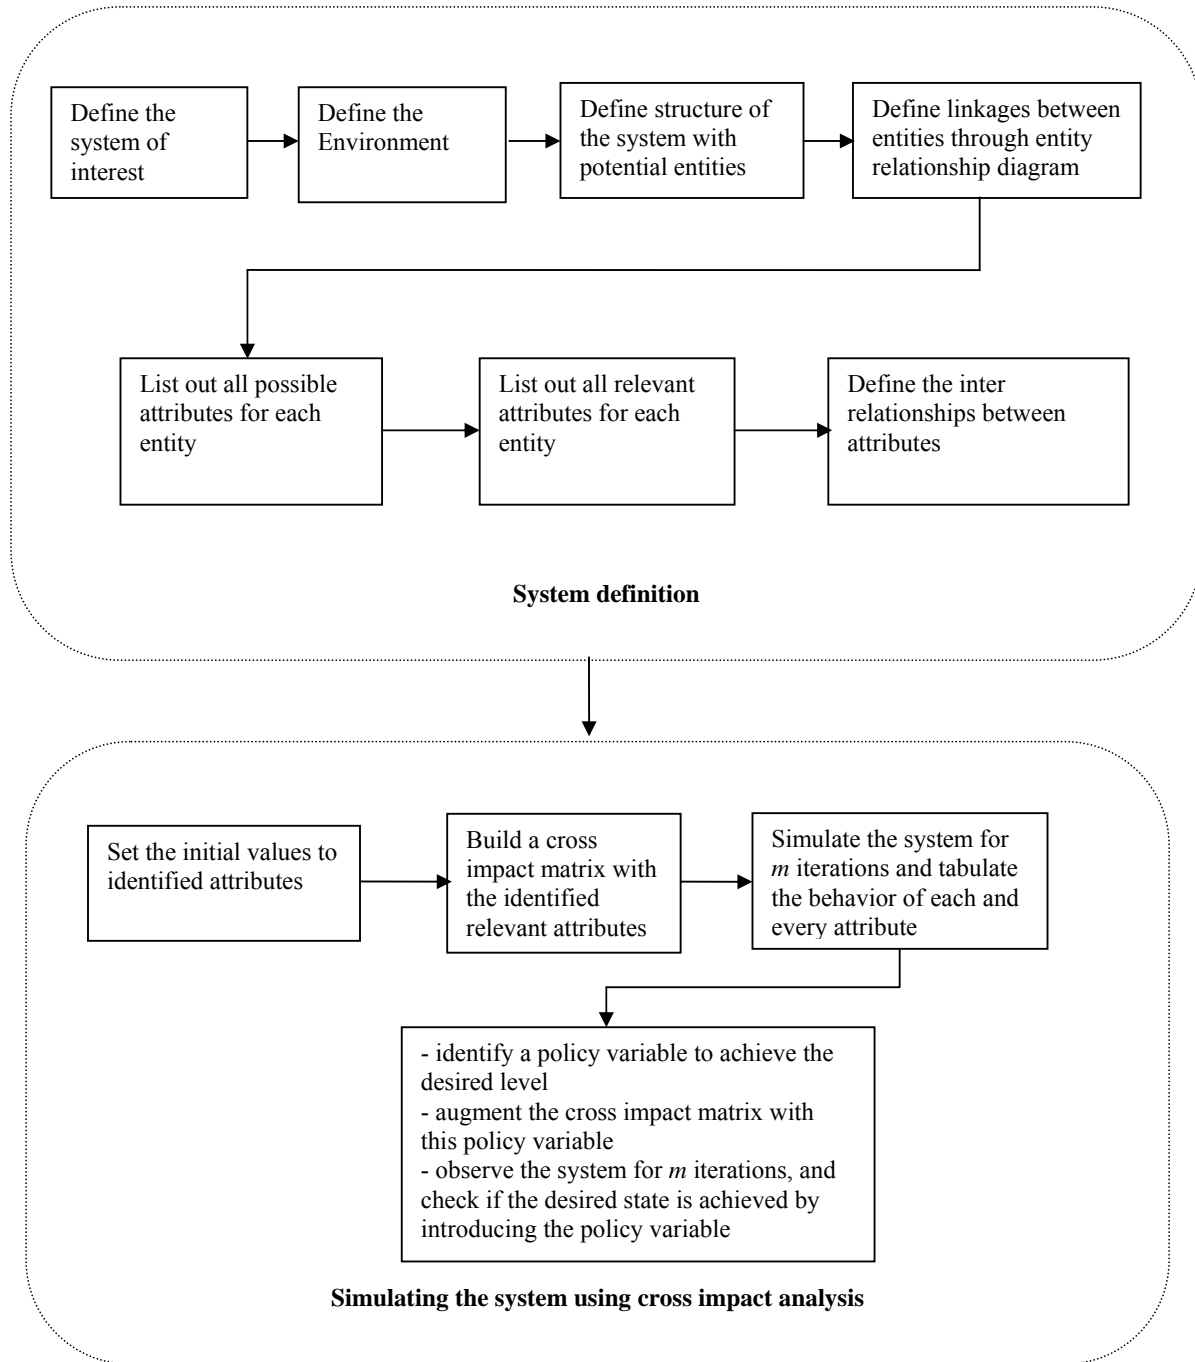 Define the
system of
interest
Define the
Environment
Define structure of
the system with
potential entities
Define linkages between
entities through entity
relationship diagram
List out all possible
attributes for each
entity
List out all relevant
attributes for each
entity
Define the inter
relationships between
attributes
System definition
Set the initial values to
identified attributes
Build a cross
impact matrix with
the identified
relevant attributes
Simulate the system for
m iterations and tabulate
the behavior of each and
every attribute
- identify a policy variable to achieve the
desired level
- augment the cross impact matrix with
this policy variable
- observe the system for m iterations, and
check if the desired state is achieved by
introducing the policy variable
Simulating the system using cross impact analysis